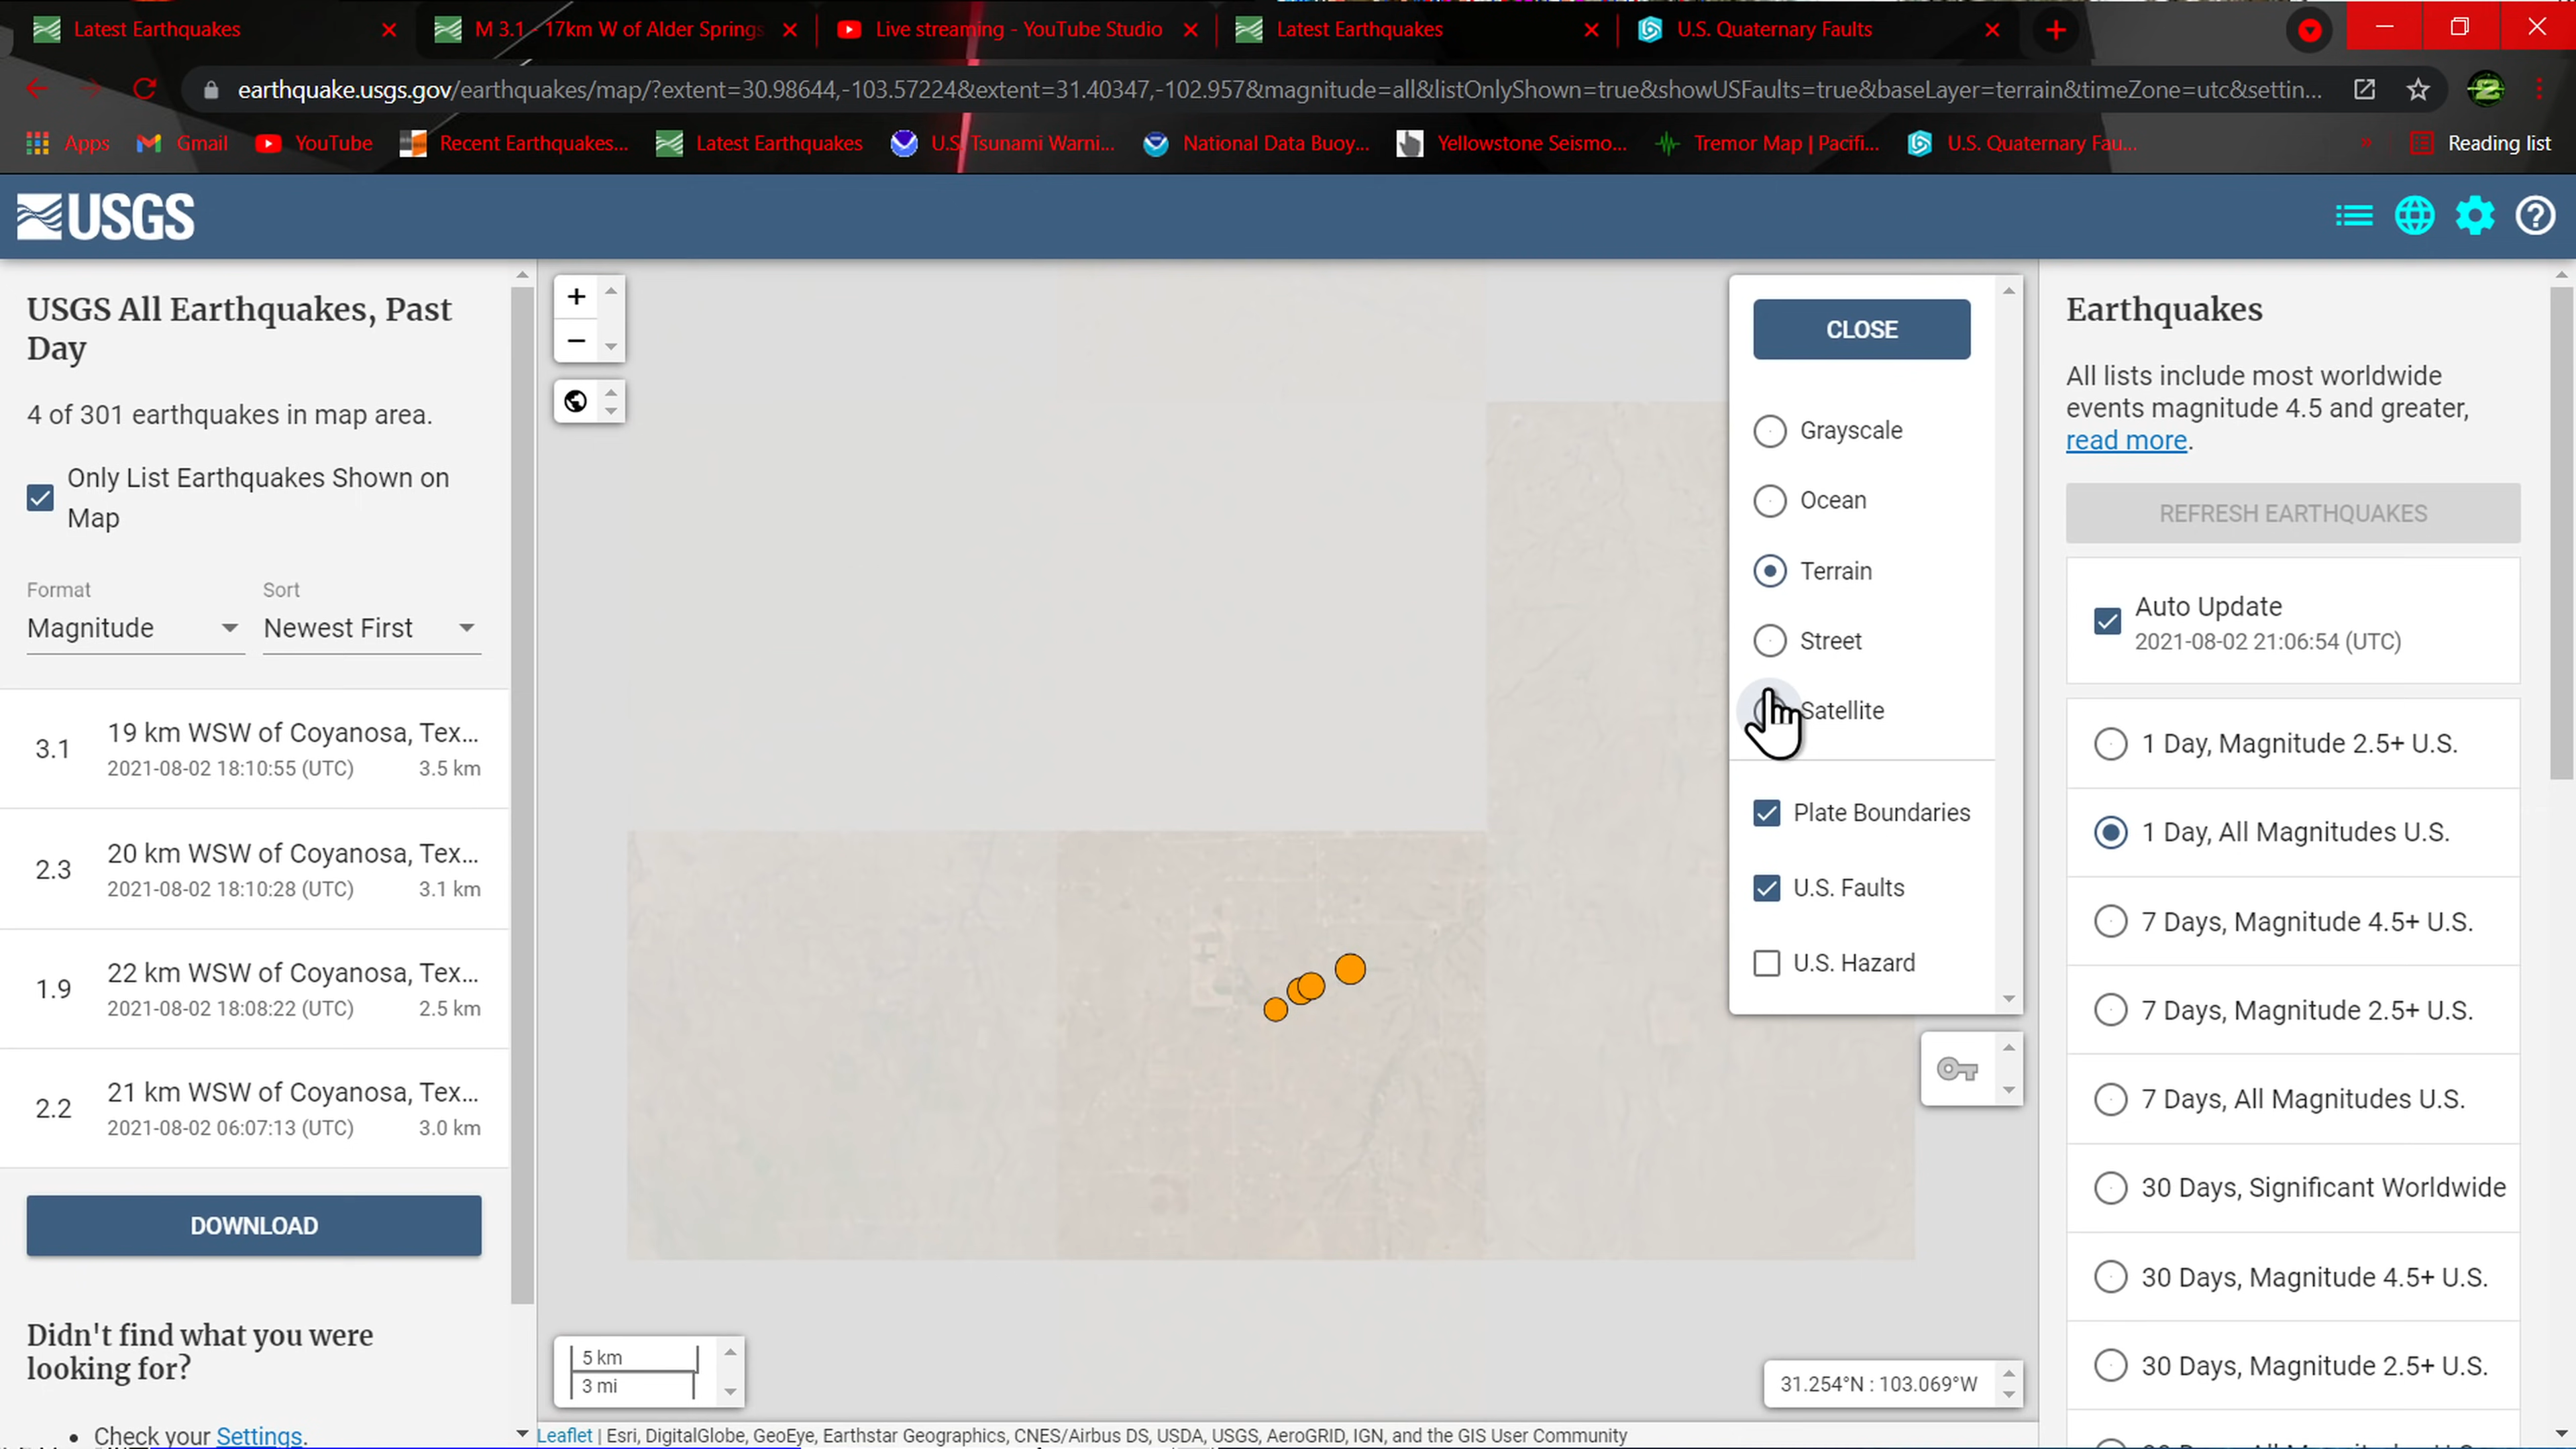 Latest Earthquakes
M 3.1 - 17km W of Alder Springs
Live streaming - YouTube Studio
Latest Earthquakes
U.S. Quaternary Faults
earthquake.usgs.gov/earthquakes/map/?extent=30.98644,-103.57224&extent=31.40347,-102.957&magnitude=all&listOnlyShown=true&showUSFaults=true&baseLayer=terrain&timeZone=utc&settin...
Apps
Gmail
YouTube
Recent Earthquakes...
Latest Earthquakes
U.S. Tsunami Warni...
National Data Buoy...
Yellowstone Seismo...
Tremor Map | Pacifi...
U.S. Quaternary Fau...
Reading list
USGS
USGS All Earthquakes, Past
Day
4 of 301 earthquakes in map area.
Only List Earthquakes Shown on
Map
Format
Sort
Magnitude
Newest First
3.1
19 km WSW of Coyanosa, Tex...
2021-08-02 18:10:55 (UTC)
3.5 km
2.3
20 km WSW of Coyanosa, Tex...
2021-08-02 18:10:28 (UTC)
3.1 km
1.9
22 km WSW of Coyanosa, Tex...
2021-08-02 18:08:22 (UTC)
2.5 km
2.2
21 km WSW of Coyanosa, Tex...
2021-08-02 06:07:13 (UTC)
3.0 km
DOWNLOAD
Didn't find what you were
looking for?
• Check your Settings.
+
−
5 km
3 mi
CLOSE
Grayscale
Ocean
Terrain
Street
Satellite
Plate Boundaries
U.S. Faults
U.S. Hazard
31.254°N : 103.069°W
Leaflet | Esri, DigitalGlobe, GeoEye, Earthstar Geographics, CNES/Airbus DS, USDA, USGS, AeroGRID, IGN, and the GIS User Community
Earthquakes
All lists include most worldwide
events magnitude 4.5 and greater,
read more.
REFRESH EARTHQUAKES
Auto Update
2021-08-02 21:06:54 (UTC)
1 Day, Magnitude 2.5+ U.S.
1 Day, All Magnitudes U.S.
7 Days, Magnitude 4.5+ U.S.
7 Days, Magnitude 2.5+ U.S.
7 Days, All Magnitudes U.S.
30 Days, Significant Worldwide
30 Days, Magnitude 4.5+ U.S.
30 Days, Magnitude 2.5+ U.S.